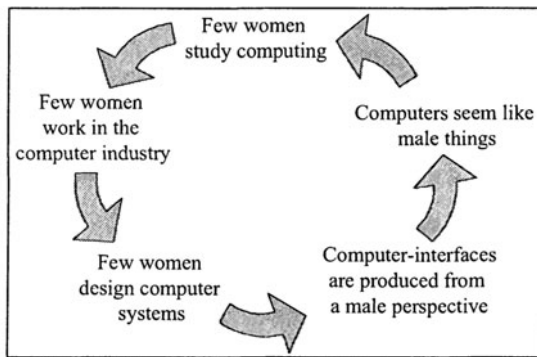 Few women
study computing
Few women
work in the
computer industry
Few women
design computer
systems
Computer-interfaces
are produced from
a male perspective
Computers seem like
male things